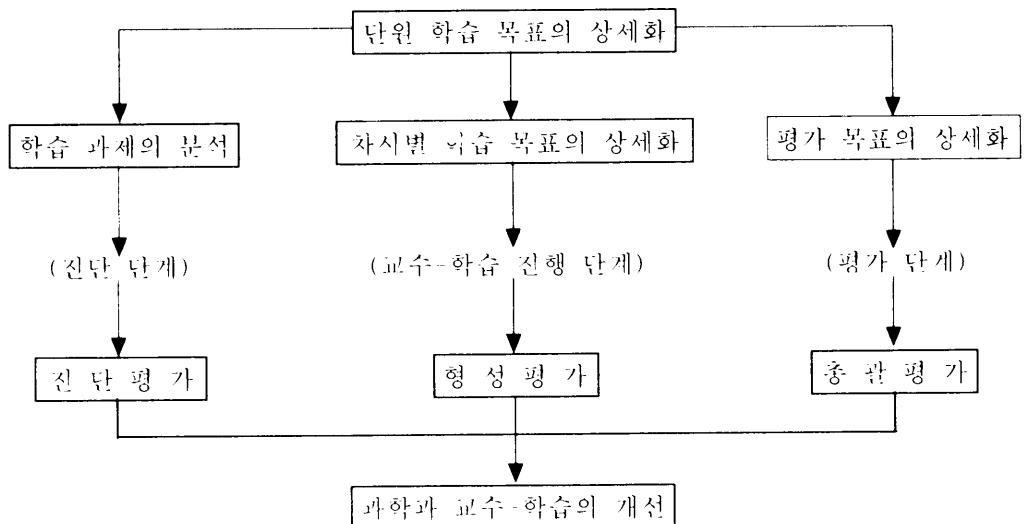 단원 학습 목표의 상세화
학습 과제의 분석
차시별 학습 목표의 상세화
평가 목표의 상세화
(진단 단계)
(교수-학습 진행 단계)
(평가 단계)
진 단 평 가
형 성 평 가
총 괄 평 가
과학과 교수-학습의 개선